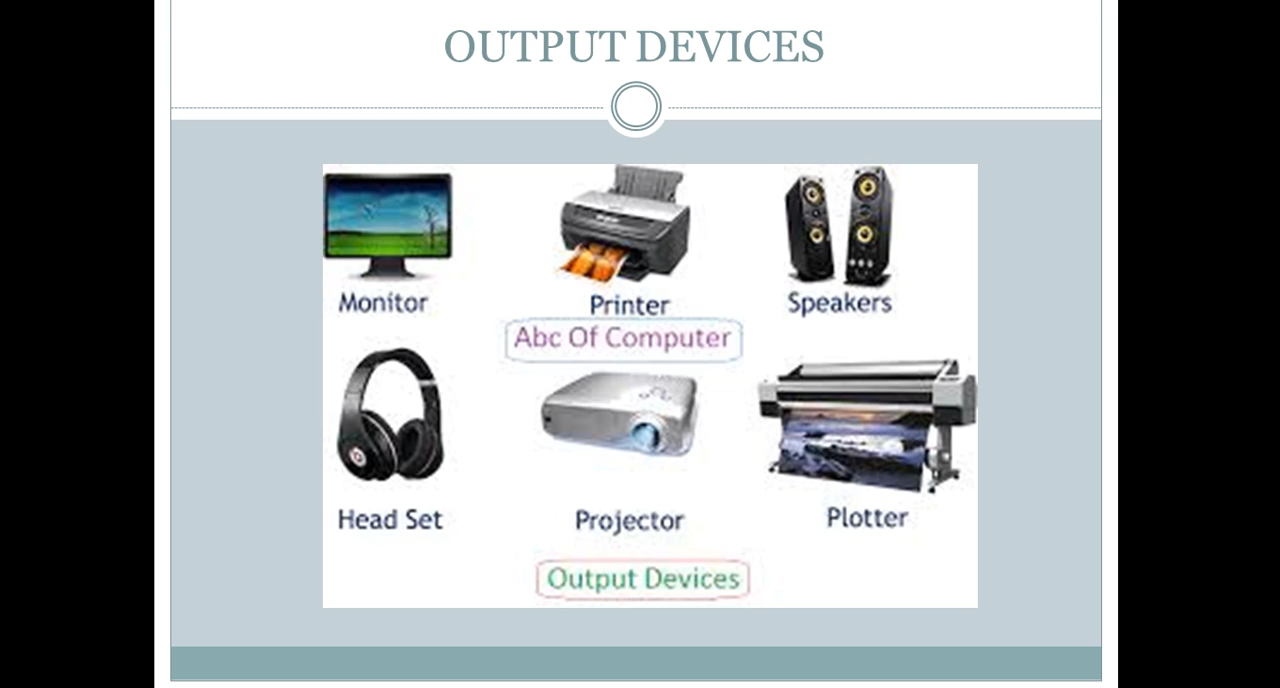 OUTPUT DEVICES
Monitor
Printer
Speakers
Abc Of Computer
Head Set
Projector
Plotter
Output Devices